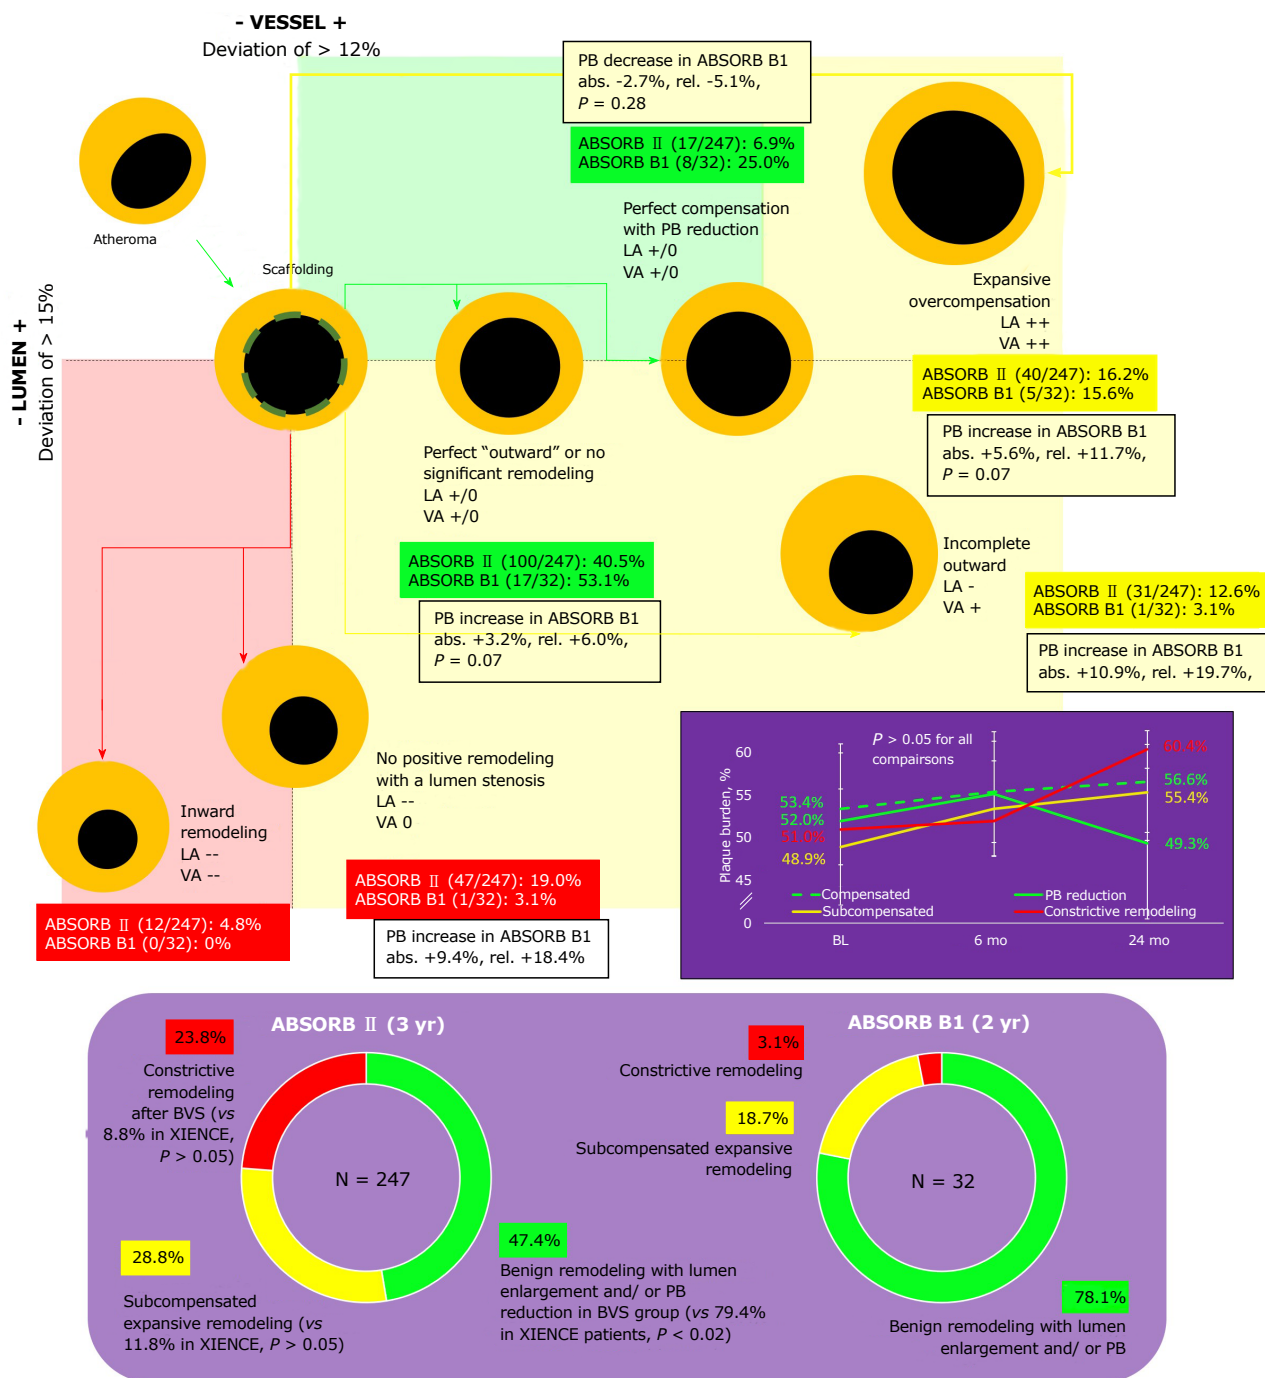 - VESSEL +
Deviation of > 12%
- LUMEN +
Deviation of > 15%
Atheroma
Scaffolding
PB decrease in ABSORB B1
abs. -2.7%, rel. -5.1%,
P = 0.28
ABSORB Ⅱ (17/247): 6.9%
ABSORB B1 (8/32): 25.0%
Perfect compensation
with PB reduction
LA +/0
VA +/0
Expansive
overcompensation
LA ++
VA ++
ABSORB Ⅱ (40/247): 16.2%
ABSORB B1 (5/32): 15.6%
PB increase in ABSORB B1
abs. +5.6%, rel. +11.7%,
P = 0.07
Perfect “outward” or no
significant remodeling
LA +/0
VA +/0
ABSORB Ⅱ (100/247): 40.5%
ABSORB B1 (17/32): 53.1%
PB increase in ABSORB B1
abs. +3.2%, rel. +6.0%,
P = 0.07
Incomplete
outward
LA -
VA +
ABSORB Ⅱ (31/247): 12.6%
ABSORB B1 (1/32): 3.1%
PB increase in ABSORB B1
abs. +10.9%, rel. +19.7%,
No positive remodeling
with a lumen stenosis
LA --
VA 0
ABSORB Ⅱ (47/247): 19.0%
ABSORB B1 (1/32): 3.1%
PB increase in ABSORB B1
abs. +9.4%, rel. +18.4%
Inward
remodeling
LA --
VA --
ABSORB Ⅱ (12/247): 4.8%
ABSORB B1 (0/32): 0%
P > 0.05 for all
compairsons
Plaque burden, %
60
55
50
45
0
53.4%
52.0%
51.0%
48.9%
60.4%
56.6%
55.4%
49.3%
Compensated
PB reduction
Subcompensated
Constrictive remodeling
BL
6 mo
24 mo
ABSORB Ⅱ (3 yr)
23.8%
Constrictive
remodeling
after BVS (vs
8.8% in XIENCE,
P > 0.05)
N = 247
28.8%
Subcompensated
expansive remodeling (vs
11.8% in XIENCE, P > 0.05)
47.4%
Benign remodeling with lumen
enlargement and/ or PB
reduction in BVS group (vs 79.4%
in XIENCE patients, P < 0.02)
ABSORB B1 (2 yr)
3.1%
Constrictive remodeling
18.7%
Subcompensated expansive
remodeling
N = 32
78.1%
Benign remodeling with lumen
enlargement and/ or PB